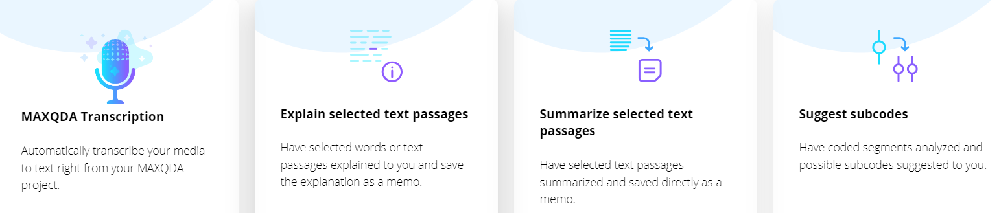 MAXQDA Transcription
Automatically transcribe your media
to text right from your MAXQDA
project.
Explain selected text passages
Have selected words or text
passages explained to you and save
the explanation as a memo.
Summarize selected text
passages
Have selected text passages
summarized and saved directly as a
memo.
Suggest subcodes
Have coded segments analyzed and
possible subcodes suggested to you.